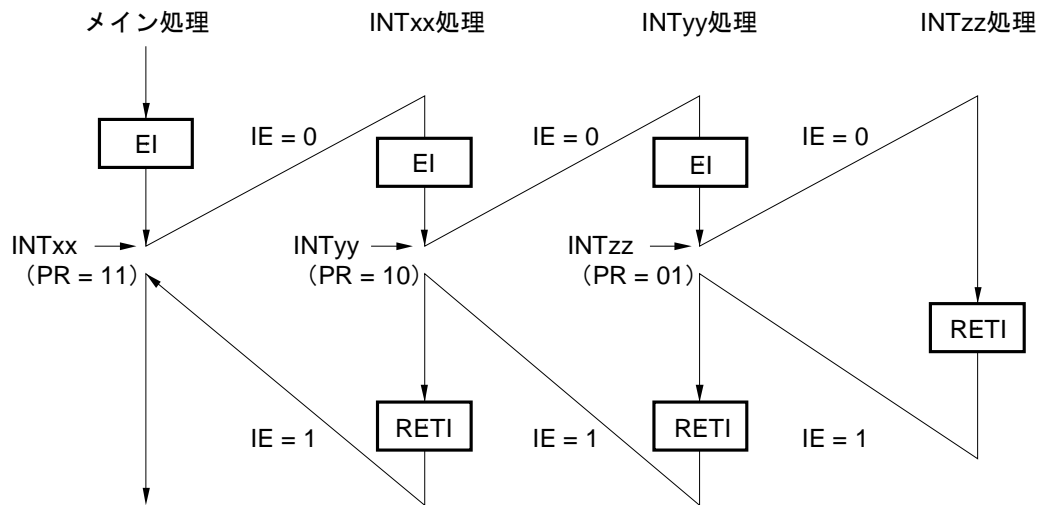 メイン処理
INTxx処理
INTyy処理
INTzz処理
EI
IE = 0
EI
IE = 0
EI
IE = 0
INTxx
（PR = 11）
INTyy
（PR = 10）
INTzz
（PR = 01）
RETI
IE = 1
RETI
IE = 1
RETI
IE = 1